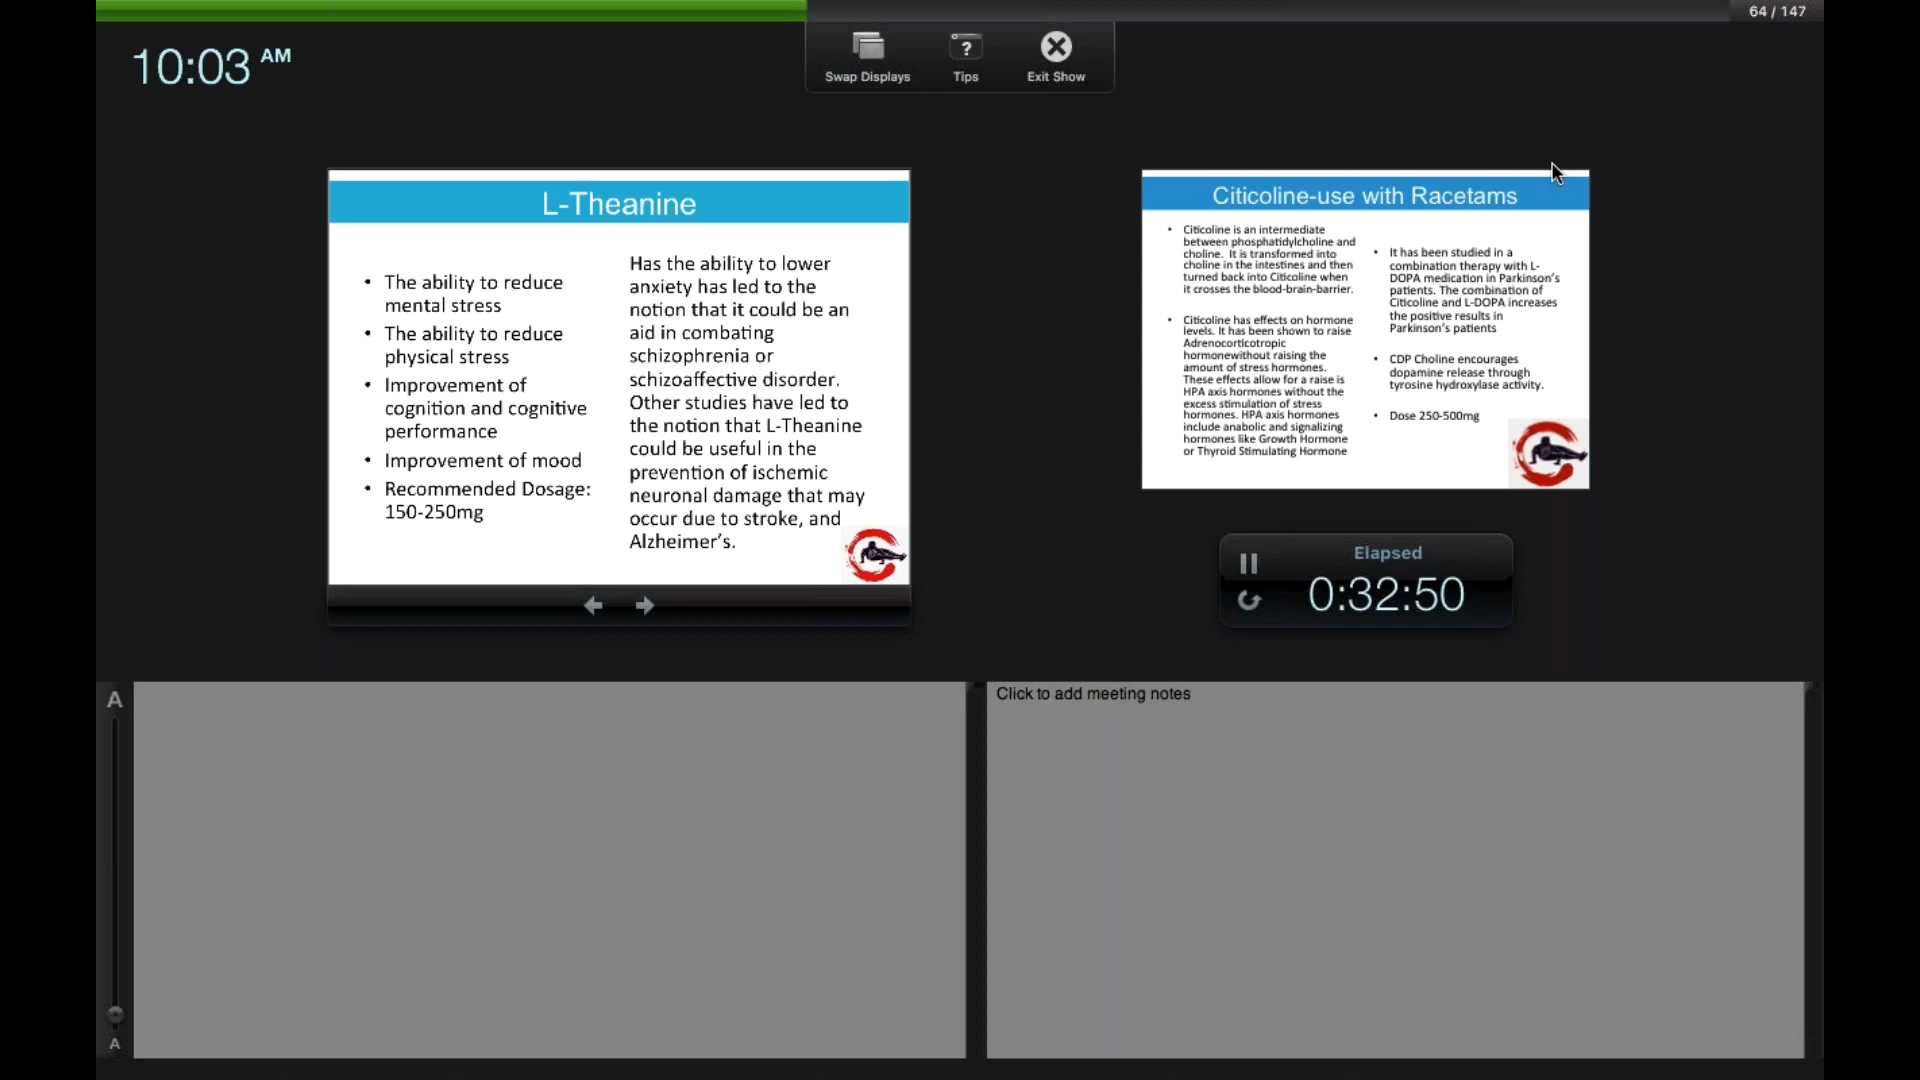 64 / 147
10:03 AM
Swap Displays
Tips
Exit Show
L-Theanine
• The ability to reduce
mental stress
• The ability to reduce
physical stress
• Improvement of
cognition and cognitive
performance
• Improvement of mood
• Recommended Dosage:
150-250mg
Has the ability to lower
anxiety has led to the
notion that it could be an
aid in combating
schizophrenia or
schizoaffective disorder.
Other studies have led to
the notion that L-Theanine
could be useful in the
prevention of ischemic
neuronal damage that may
occur due to stroke, and
Alzheimer's.
Citicoline-use with Racetams
• Citicoline is an intermediate
between phosphatidylcholine and
choline. It is transformed into
choline in the intestines and then
turned back into Citicoline when
it crosses the blood-brain-barrier.
• Citicoline has effects on hormone
levels. It has been shown to raise
Adrenocorticotropic
hormonewithout raising the
amount of stress hormones.
These effects allow for a raise is
HPA axis hormones without the
excess stimulation of stress
hormones. HPA axis hormones
include anabolic and signalizing
hormones like Growth Hormone
or Thyroid Stimulating Hormone
• It has been studied in a
combination therapy with L-
DOPA medication in Parkinson's
patients. The combination of
Citicoline and L-DOPA increases
the positive results in
Parkinson's patients
• CDP Choline encourages
dopamine release through
tyrosine hydroxylase activity.
• Dose 250-500mg
Elapsed
0:32:50
A
A
Click to add meeting notes